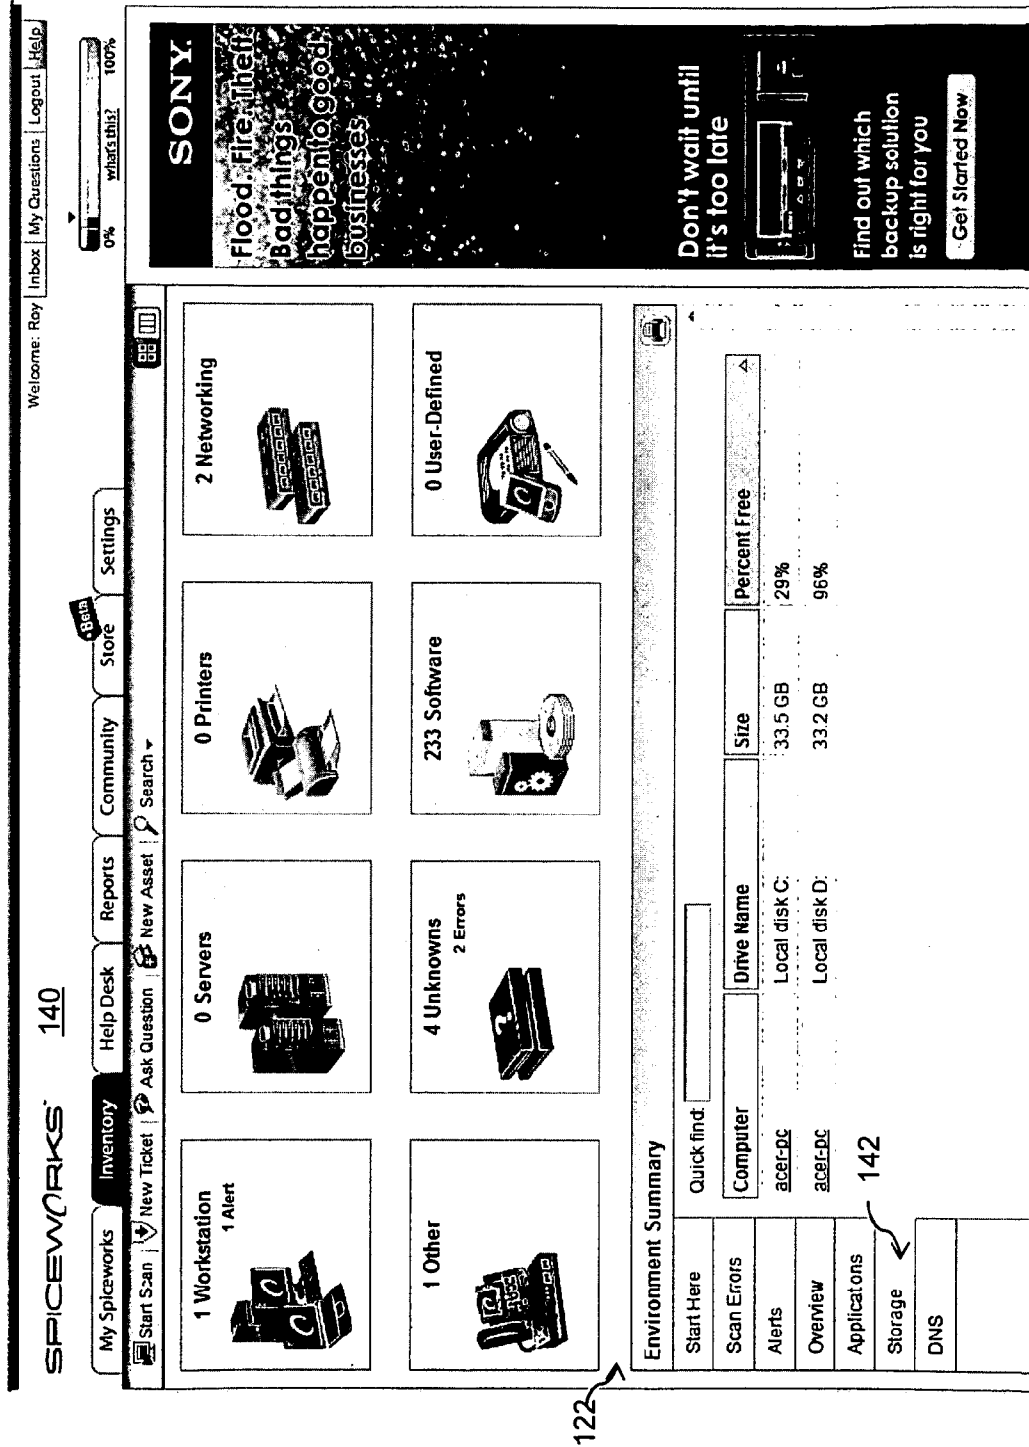 SPICEWORKS 140
Welcome: Roy | Inbox | My Questions | Logout | Help
0% what's this? 100%
My Spiceworks Inventory Help Desk Reports Community Store Beta Settings
Start Scan | New Ticket | Ask Question | New Asset | Search
1 Workstation
1 Alert
0 Servers
0 Printers
2 Networking
1 Other
4 Unknowns
2 Errors
233 Software
0 User-Defined
122
Environment Summary
Start Here
Scan Errors
Alerts
Overview
Applicatons
Storage
DNS
142
Quick find:
Computer Drive Name Size Percent Free
acer-pc Local disk C: 33.5 GB 29%
acer-pc Local disk D: 33.2 GB 96%
SONY
Flood. Fire. Theft.
Bad things
happen to good
businesses
Don't wait until
it's too late
Find out which
backup solution
is right for you
Get Started Now